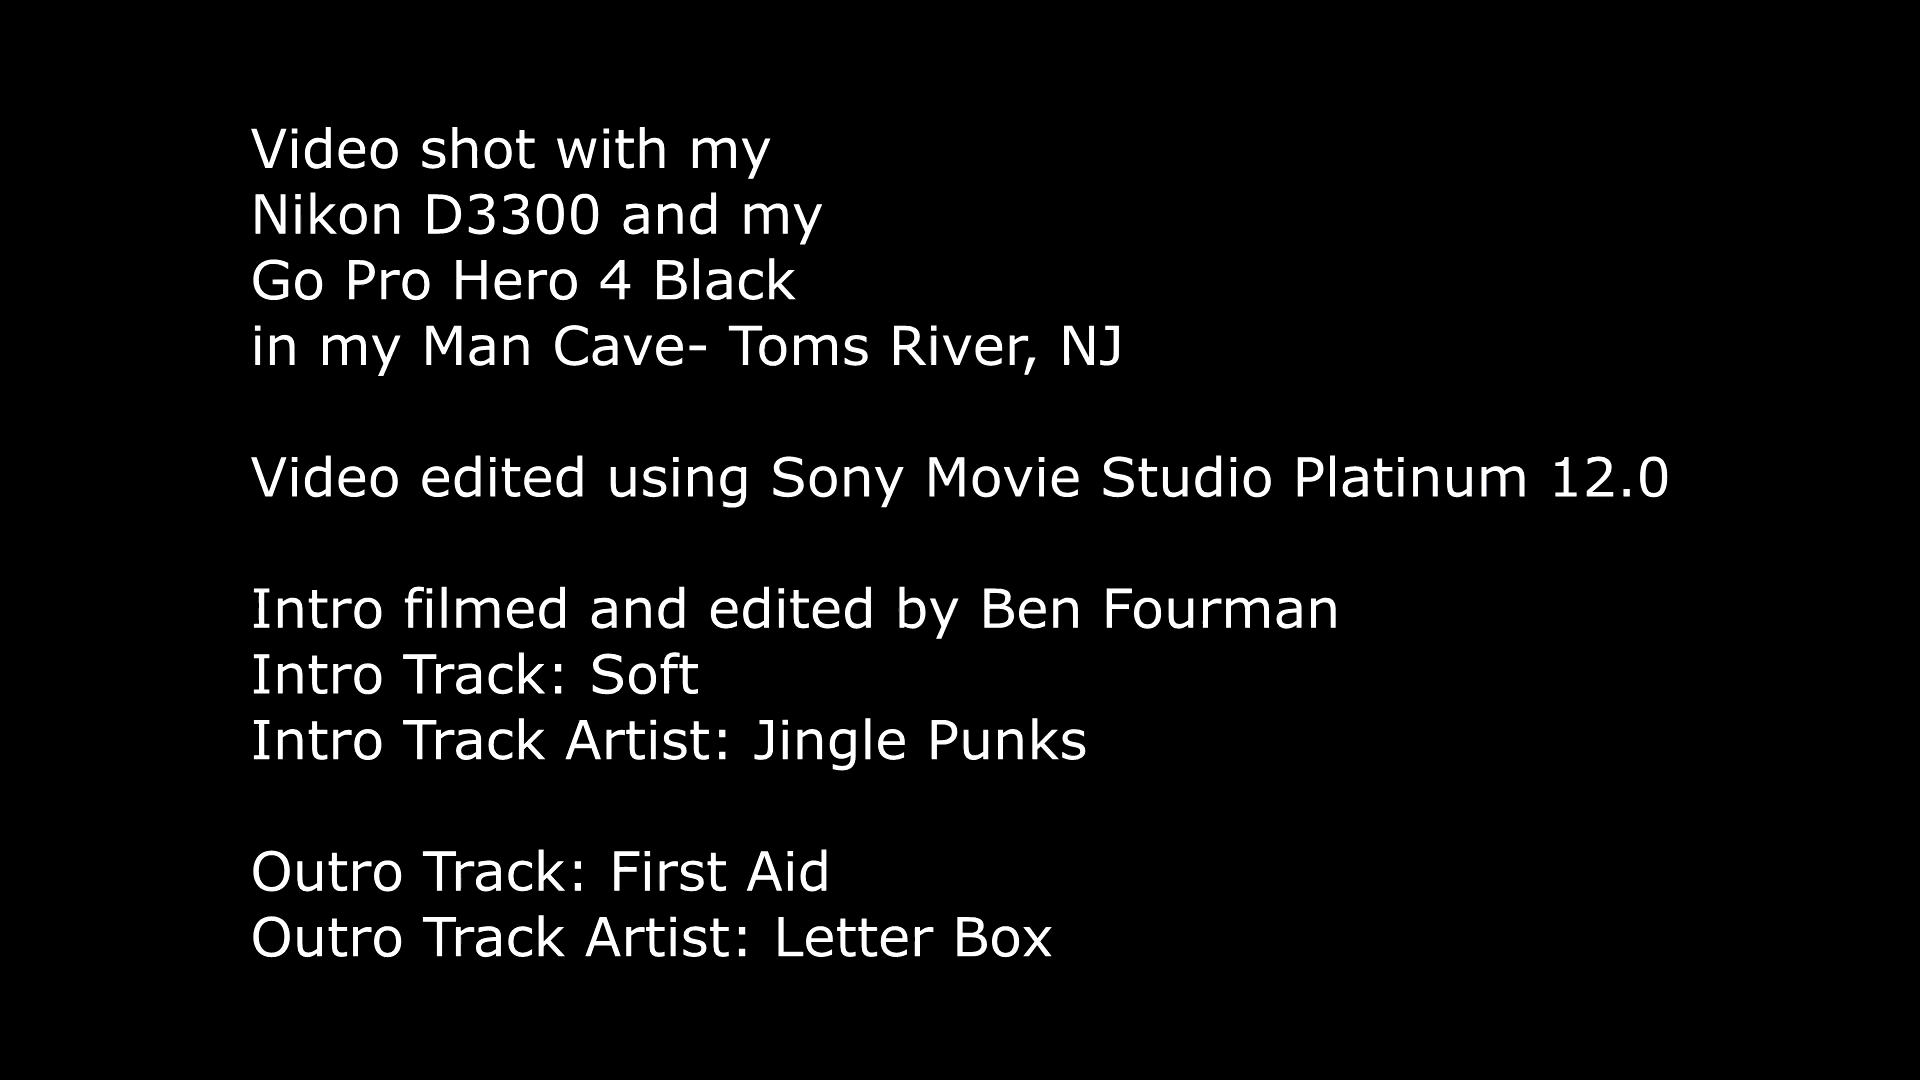 Video shot with my
Nikon D3300 and my
Go Pro Hero 4 Black
in my Man Cave- Toms River, NJ
Video edited using Sony Movie Studio Platinum 12.0
Intro filmed and edited by Ben Fourman
Intro Track: Soft
Intro Track Artist: Jingle Punks
Outro Track: First Aid
Outro Track Artist: Letter Box